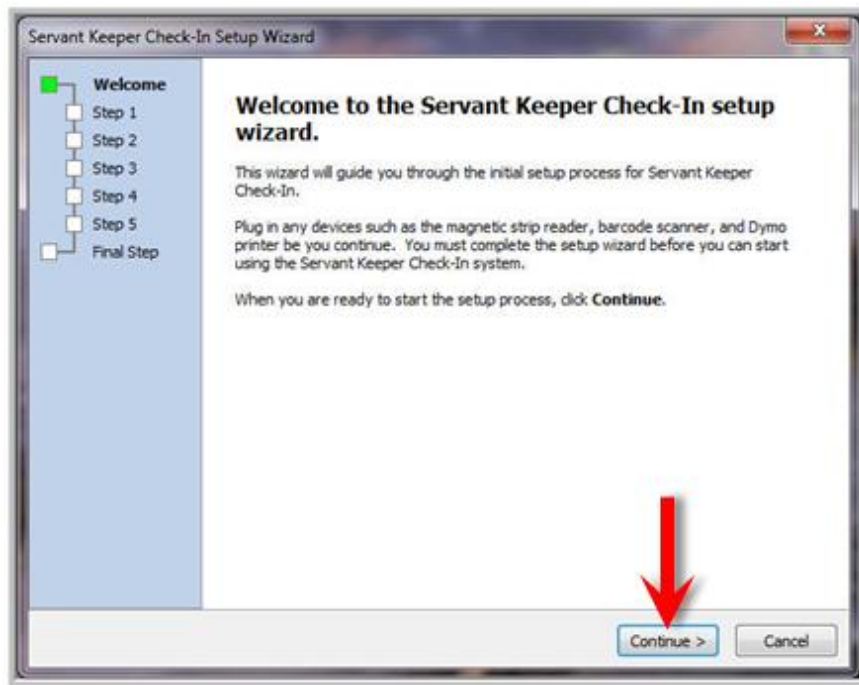 Servant Keeper Check-In Setup Wizard
Welcome
Step 1
Step 2
Step 3
Step 4
Step 5
Final Step
Welcome to the Servant Keeper Check-In setup
wizard.
This wizard will guide you through the initial setup process for Servant Keeper
Check-In.
Plug in any devices such as the magnetic strip reader, barcode scanner, and Dymo
printer be you continue. You must complete the setup wizard before you can start
using the Servant Keeper Check-In system.
When you are ready to start the setup process, click Continue.
Continue >
Cancel